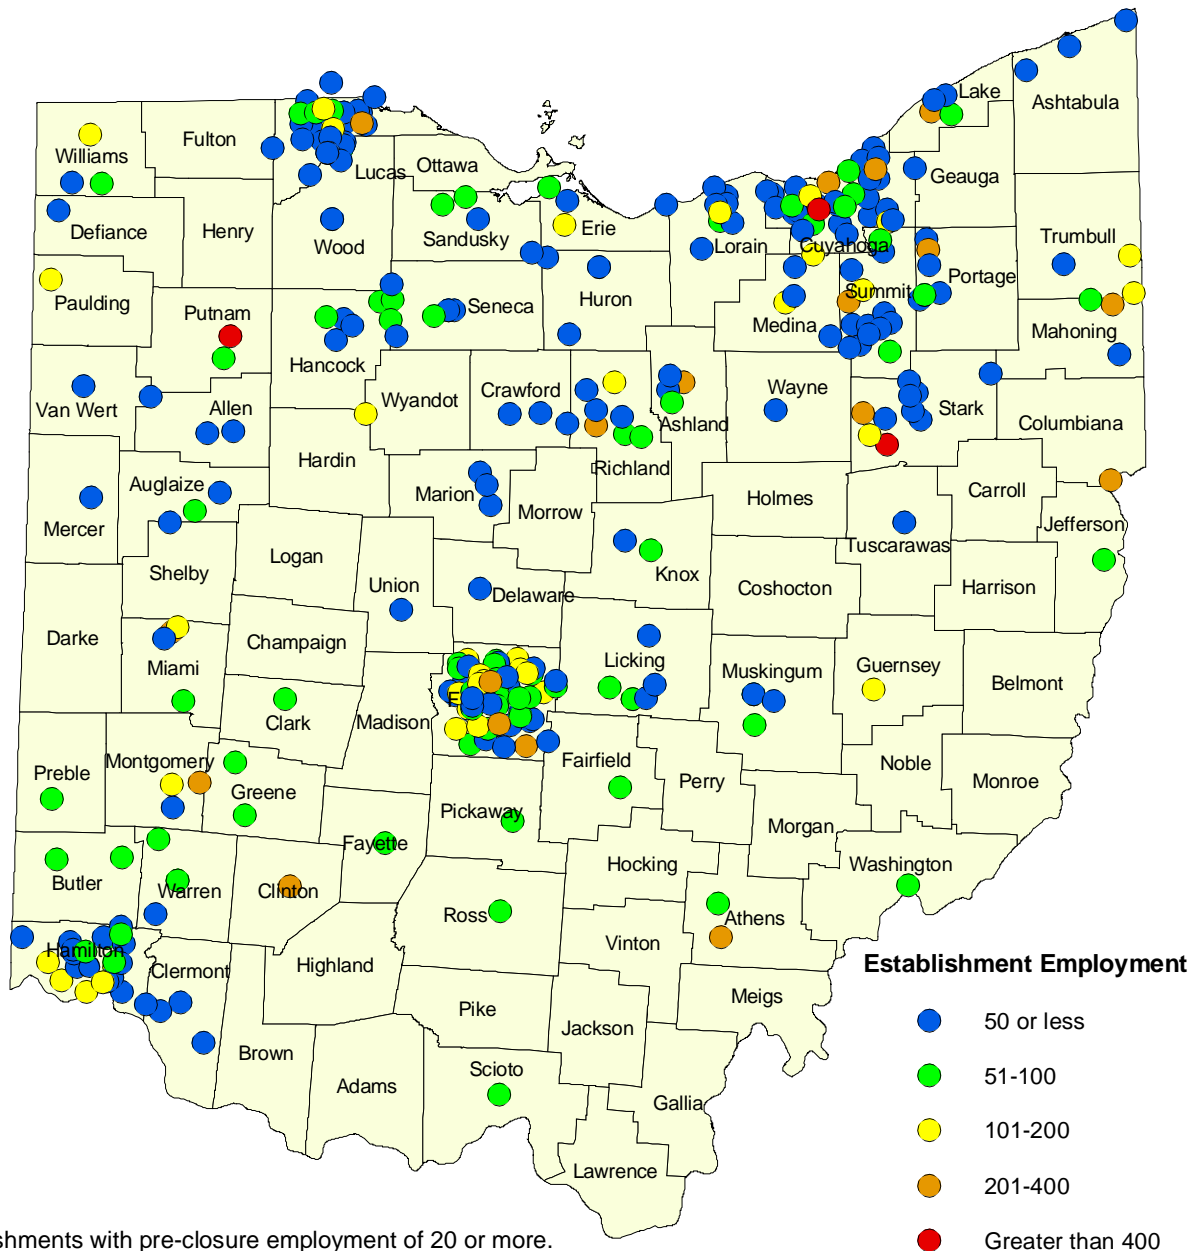 Lake
Ashtabula
Williams
Fulton
Lucas
Ottawa
Geauga
Defiance
Henry
Wood
Sandusky
Erie
Lorain
Cuyahoga
Trumbull
Paulding
Putnam
Seneca
Huron
Medina
Summit
Portage
Mahoning
Hancock
Van Wert
Allen
Wyandot
Crawford
Richland
Ashland
Wayne
Stark
Columbiana
Hardin
Auglaize
Mercer
Marion
Morrow
Holmes
Carroll
Jefferson
Tuscarawas
Shelby
Logan
Union
Delaware
Knox
Coshocton
Harrison
Darke
Miami
Champaign
Licking
Muskingum
Guernsey
Belmont
Clark
Madison
Preble
Montgomery
Greene
Fairfield
Perry
Noble
Monroe
Pickaway
Fayette
Morgan
Butler
Warren
Clinton
Hocking
Washington
Ross
Athens
Hamilton
Clermont
Highland
Vinton
Meigs
Pike
Jackson
Brown
Adams
Scioto
Gallia
Lawrence
Establishment Employment
50 or less
51-100
101-200
201-400
Greater than 400
shments with pre-closure employment of 20 or more.